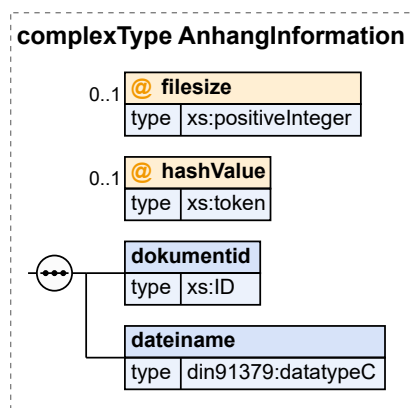 complexType AnhangInformation
0..1 @ filesize
type xs:positiveInteger
0..1 @ hashValue
type xs:token
dokumentid
type xs:ID
dateiname
type din91379:datatypeC